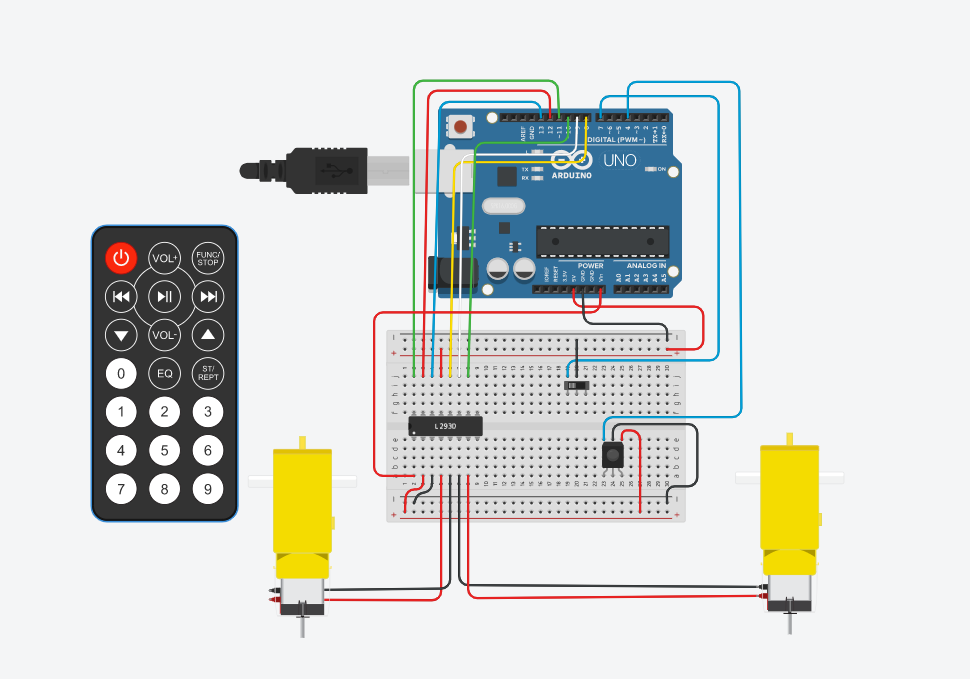 AREF
GND
13
12
~11
7
~6
~5
4
~3
2
TX→1
RX←0
DIGITAL (PWM~)
L
TX
RX
UNO
ON
ARDUINO
IOREF
RESET
3.3V
5V
GND
GND
Vin
POWER
ANALOG IN
A0
A1
A2
A3
A4
A5
VOL+
FUNC/
STOP
VOL-
0
EQ
ST/
REPT
1
2
3
4
5
6
7
8
9
L293D